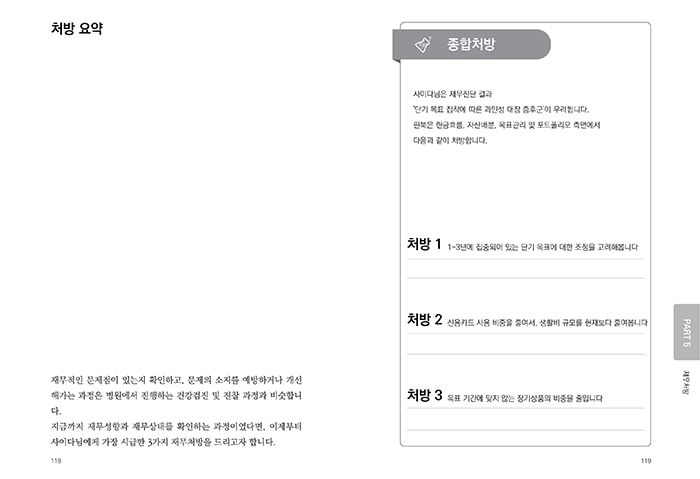 처방 요약
재무적인 문제점이 있는지 확인하고, 문제의 소지를 예방하거나 개선
해가는 과정은 병원에서 진행하는 건강검진 및 진찰 과정과 비슷합니
다.
지금까지 재무성향과 재무상태를 확인하는 과정이었다면, 이제부터
사이다님에게 가장 시급한 3가지 재무처방을 드리고자 합니다.
118
종합처방
사이다님은 재무진단 결과
'단기 목표 집착에 따른 과민성 대장 증후군'이 우려됩니다.
핀북은 현금흐름, 자산배분, 목표관리 및 포트폴리오 측면에서
다음과 같이 처방합니다.
처방 1 1~3년에 집중되어 있는 단기 목표에 대한 조정을 고려해봅니다
처방 2 신용카드 사용 비중을 줄여서, 생활비 규모를 현재보다 줄여봅니다
처방 3 목표 기간에 맞지 않는 장기상품의 비중을 줄입니다
PART 5
재무처방
119